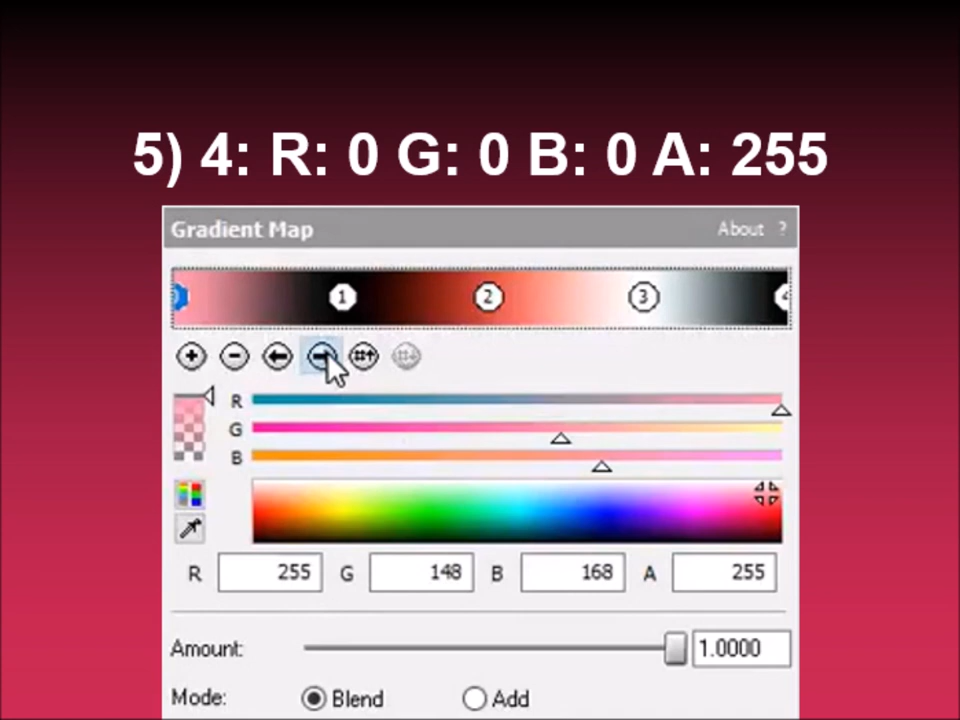 5) 4: R: 0 G: 0 B: 0 A: 255
Gradient Map About ?
1 2 3 4
R
G
B
R 255 G 148 B 168 A 255
Amount: 1.0000
Mode: Blend Add